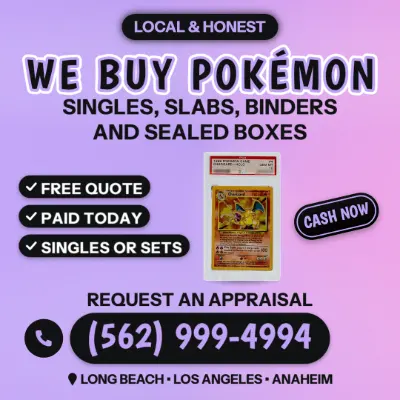 LOCAL & HONEST
WE BUY POKÉMON
SINGLES, SLABS, BINDERS
AND SEALED BOXES
FREE QUOTE
PAID TODAY
SINGLES OR SETS
CASH NOW
REQUEST AN APPRAISAL
(562) 999-4994
LONG BEACH • LOS ANGELES • ANAHEIM